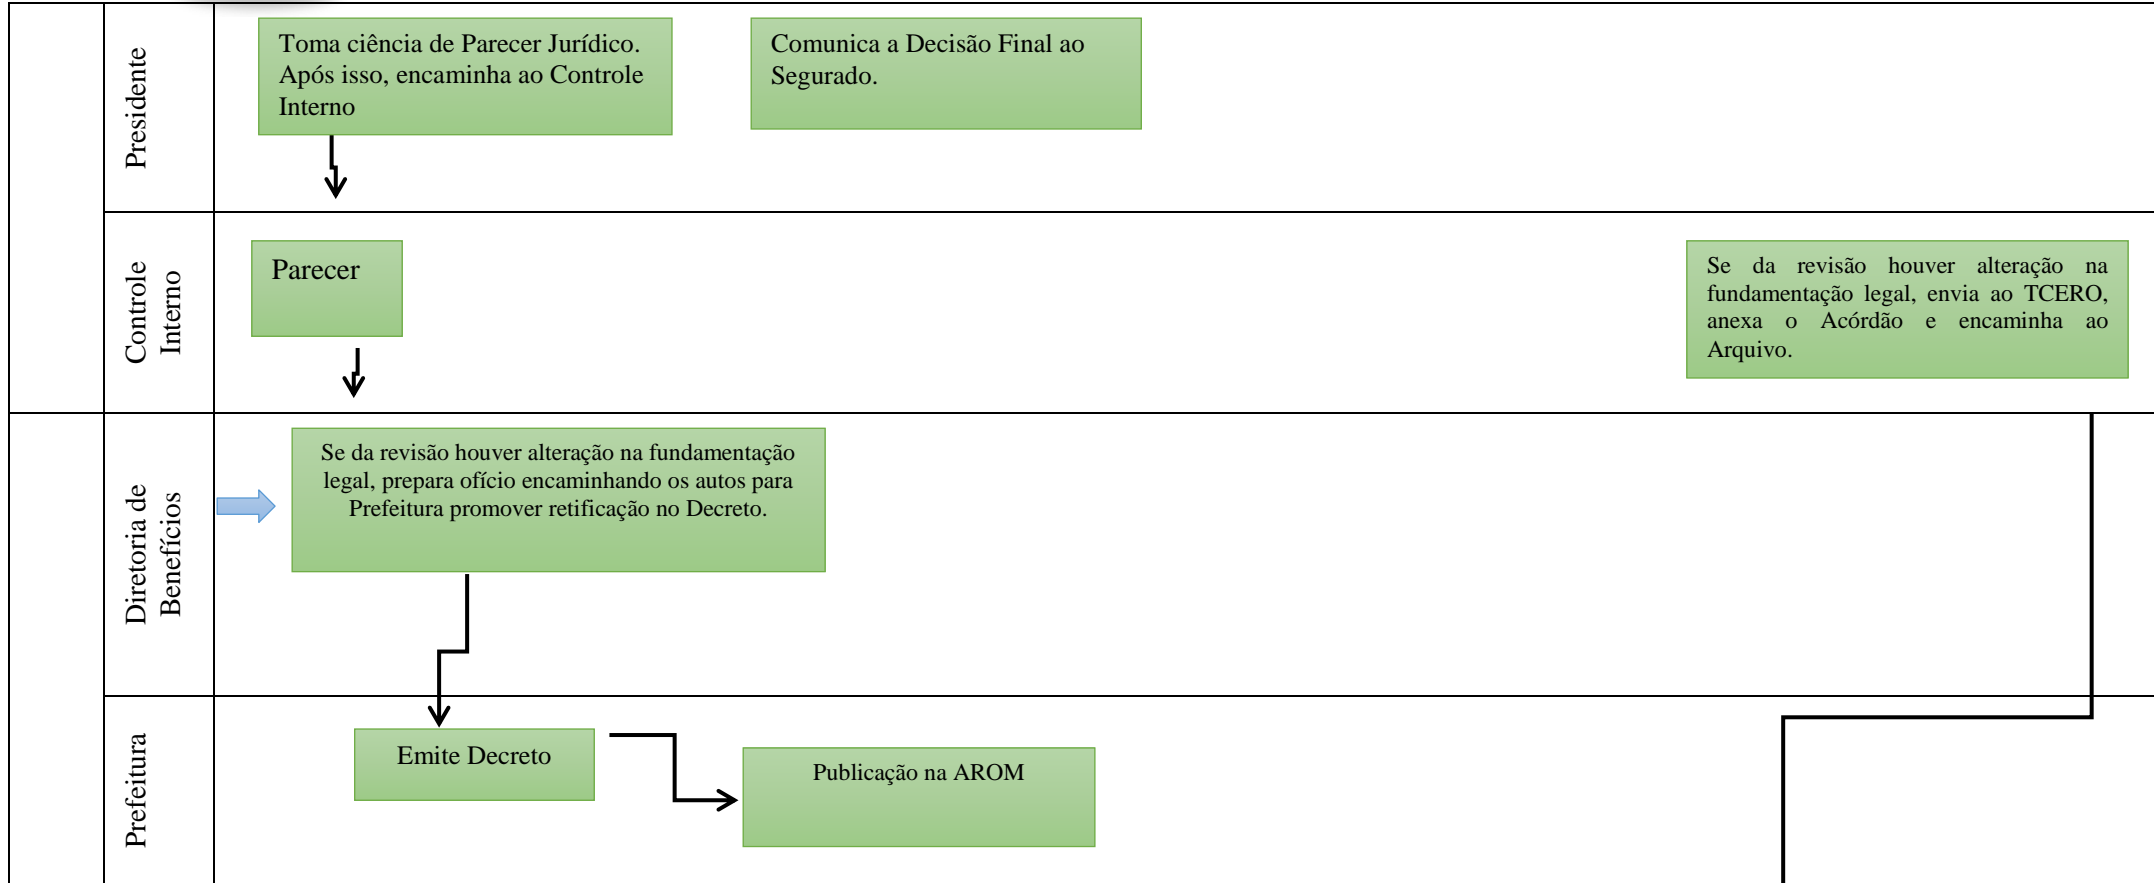 Presidente
Toma ciência de Parecer Jurídico.
Após isso, encaminha ao Controle
Interno
Comunica a Decisão Final ao
Segurado.
Controle
Interno
Parecer
Se da revisão houver alteração na
fundamentação legal, envia ao TCERO,
anexa o Acórdão e encaminha ao
Arquivo.
Diretoria de
Benefícios
Se da revisão houver alteração na fundamentação
legal, prepara ofício encaminhando os autos para
Prefeitura promover retificação no Decreto.
Prefeitura
Emite Decreto
Publicação na AROM